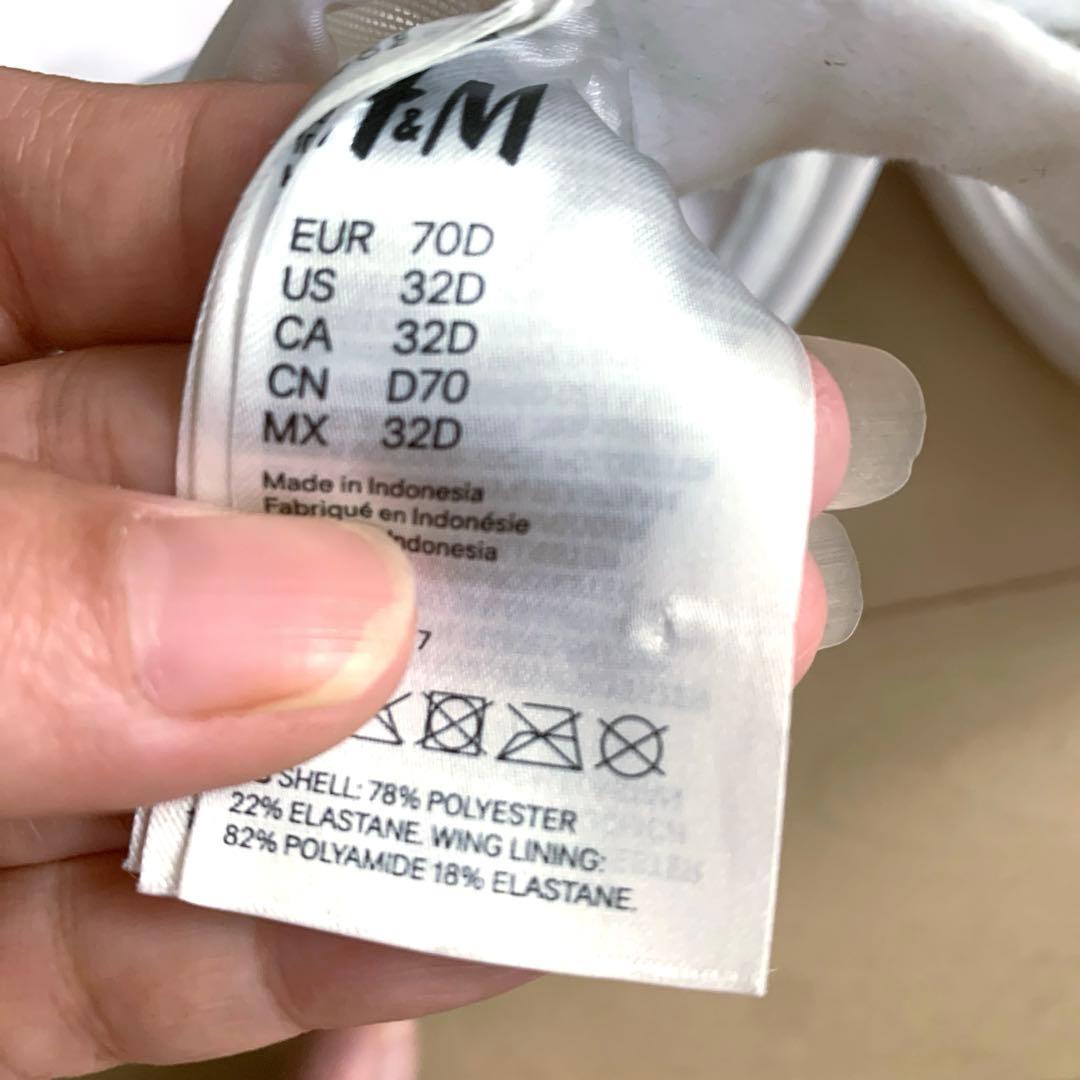 H&M
EUR 70D
US 32D
CA 32D
CN D70
MX 32D
Made in Indonesia
Fabriqué en Indonésie
Indonesia
7
SHELL: 78% POLYESTER
22% ELASTANE. WING LINING:
82% POLYAMIDE 18% ELASTANE.